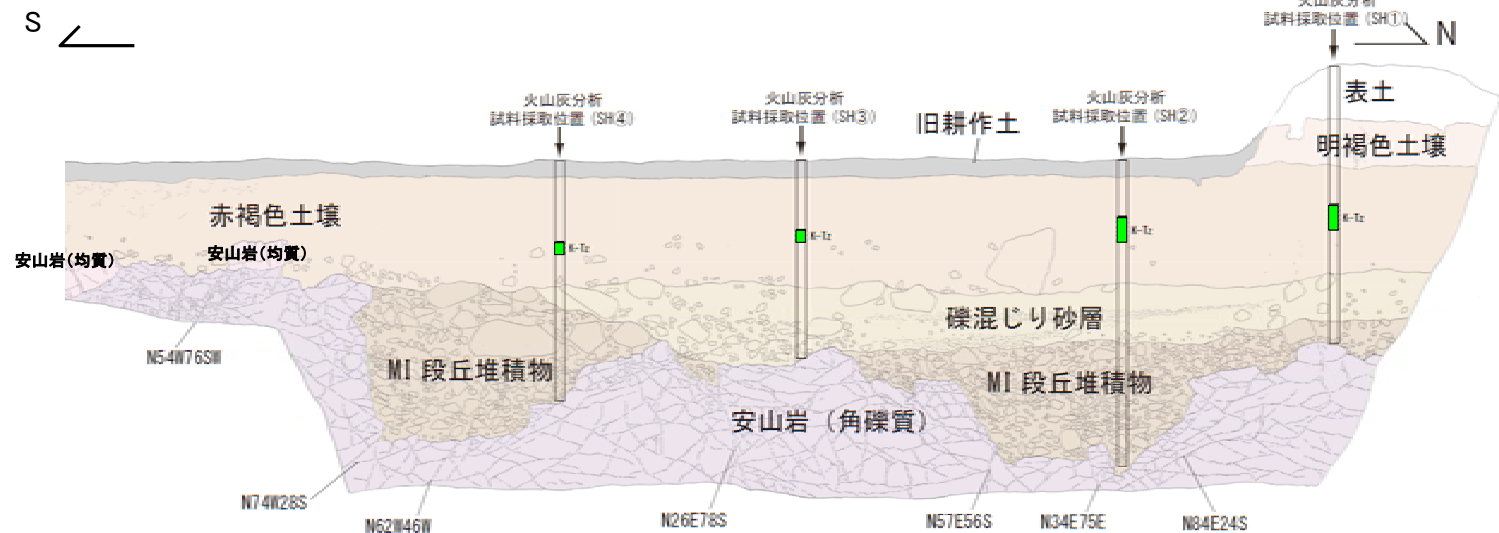 S
火山灰分析
試料採取位置（SH①）
N
表土
火山灰分析
試料採取位置（SH④）
火山灰分析
試料採取位置（SH③）
旧耕作土
火山灰分析
試料採取位置（SH②）
明褐色土壌
赤褐色土壌
K-Tz
K-Tz
K-Tz
K-Tz
安山岩(均質)
安山岩(均質)
礫混じり砂層
N54W76SW
MⅠ段丘堆積物
MⅠ段丘堆積物
安山岩（角礫質）
N74W28S
N62W46W
N26E78S
N57E56S
N34E75E
N84E24S